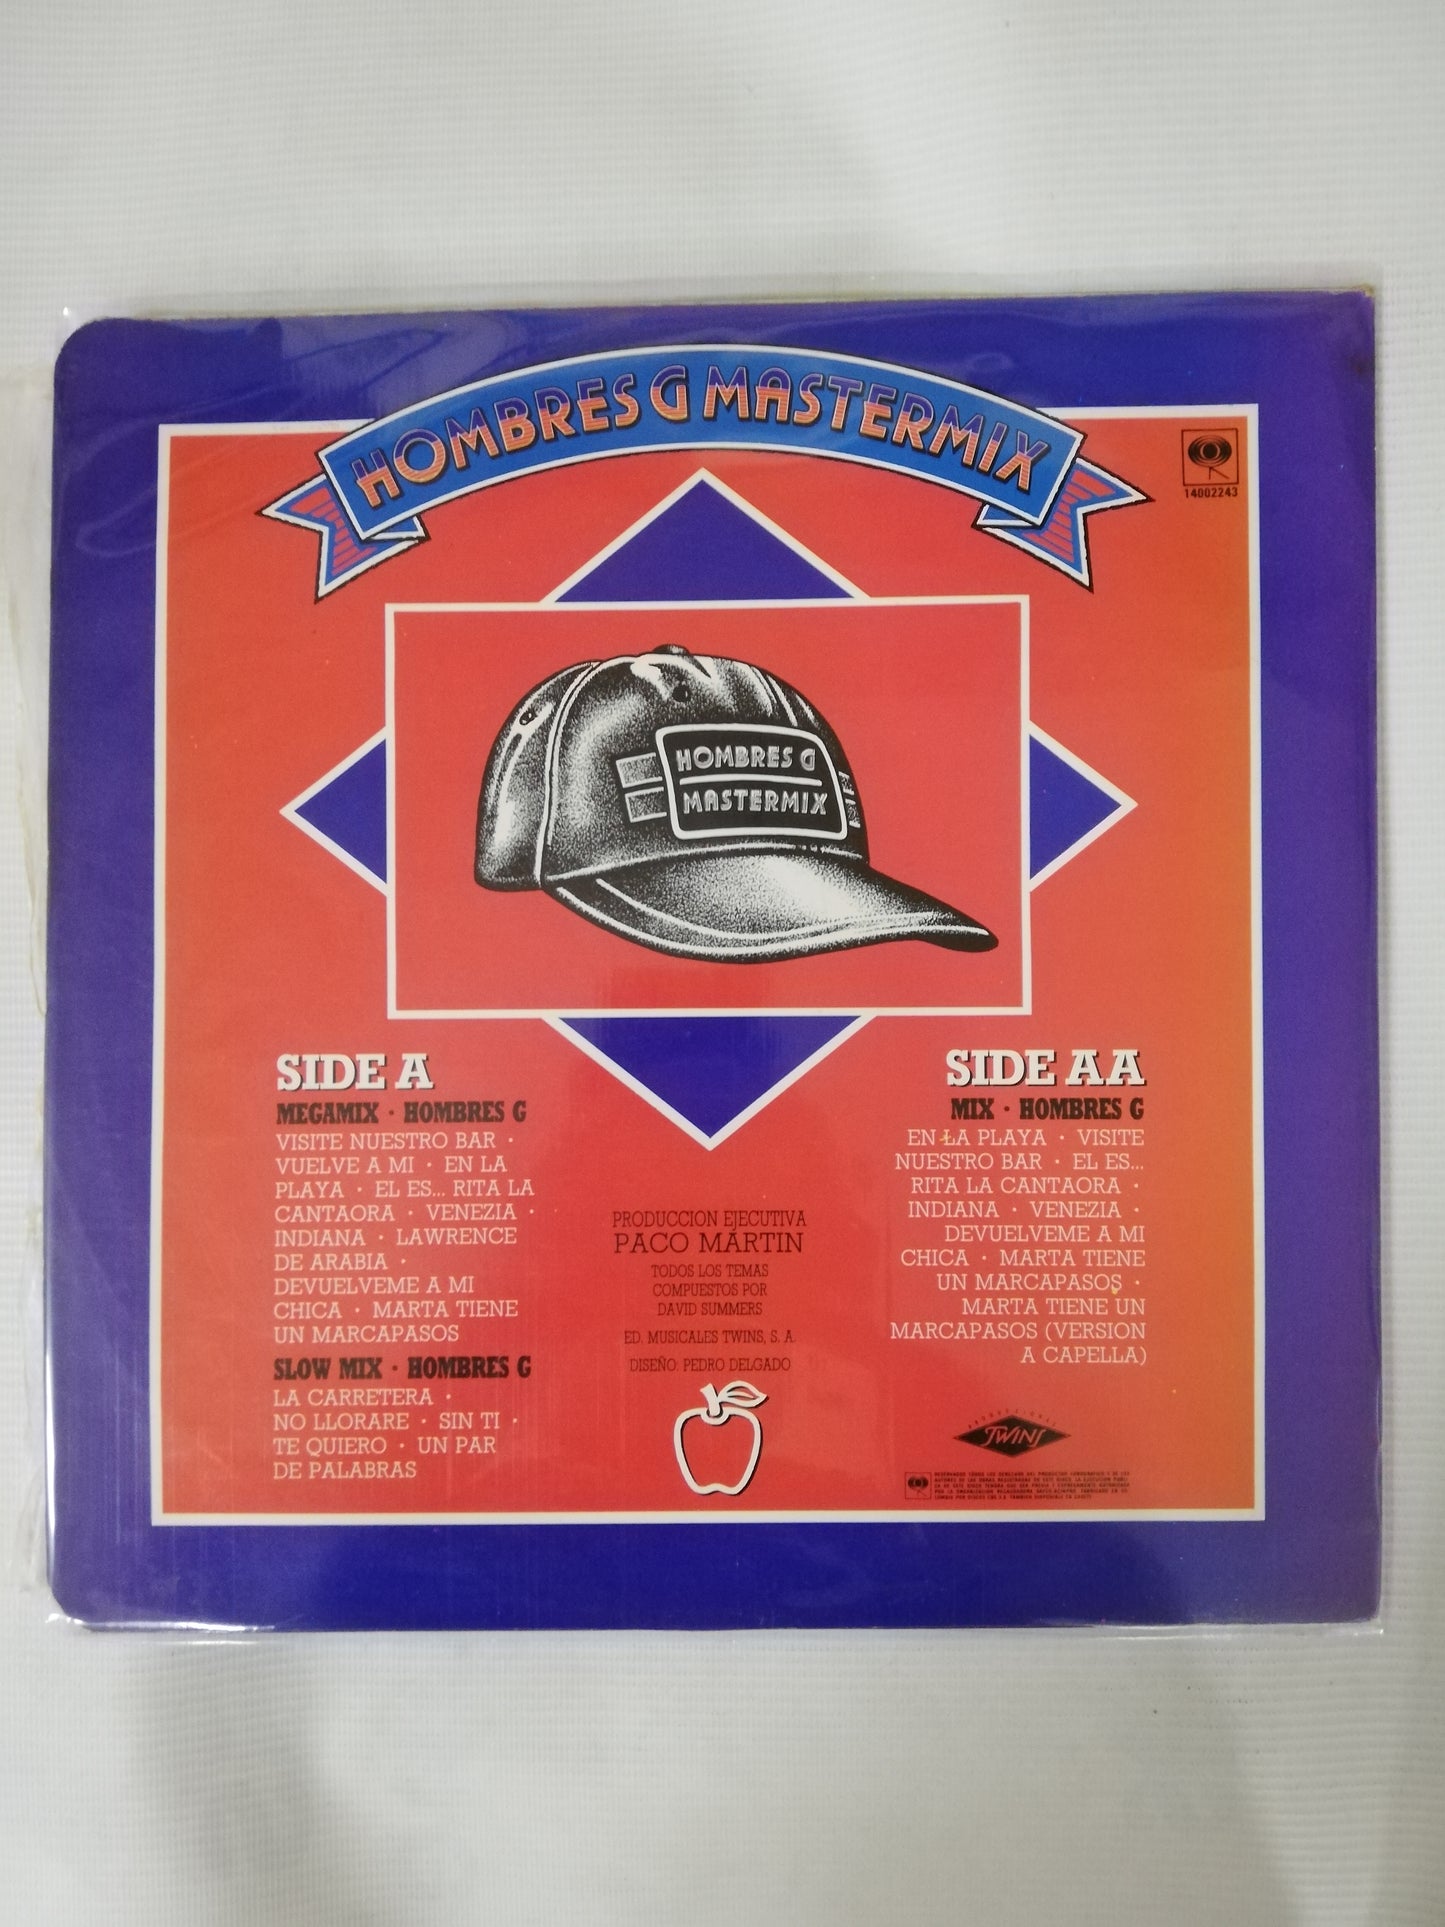 HOMBRES G MASTERMIX
14002243
HOMBRES G
MASTERMIX
SIDE A
MEGAMIX · HOMBRES G
VISITE NUESTRO BAR ·
VUELVE A MI · EN LA
PLAYA · EL ES... RITA LA
CANTAORA · VENEZIA ·
INDIANA · LAWRENCE
DE ARABIA ·
DEVUELVEME A MI
CHICA · MARTA TIENE
UN MARCAPASOS
SLOW MIX · HOMBRES G
LA CARRETERA ·
NO LLORARE · SIN TI ·
TE QUIERO · UN PAR
DE PALABRAS
PRODUCCION EJECUTIVA
PACO MARTIN
TODOS LOS TEMAS
COMPUESTOS POR
DAVID SUMMERS
ED. MUSICALES TWINS, S. A.
DISEÑO: PEDRO DELGADO
SIDE AA
MIX · HOMBRES G
EN LA PLAYA · VISITE
NUESTRO BAR · EL ES...
RITA LA CANTAORA ·
INDIANA · VENEZIA ·
DEVUELVEME A MI
CHICA · MARTA TIENE
UN MARCAPASOS ·
MARTA TIENE UN
MARCAPASOS (VERSION
A CAPELLA)
PRODUCCIONES
TWINS